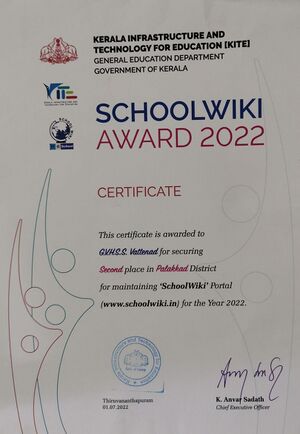 KERALA INFRASTRUCTURE AND
TECHNOLOGY FOR EDUCATION [KITE]
GENERAL EDUCATION DEPARTMENT
GOVERNMENT OF KERALA
SCHOOLWIKI
AWARD 2022
CERTIFICATE
This certificate is awarded to
G.V.H.S.S. Vattenad for securing
Second place in Palakkad District
for maintaining 'SchoolWiki' Portal
(www.schoolwiki.in) for the Year 2022.
Thiruvananthapuram
01.07.2022
K. Anvar Sadath
Chief Executive Officer